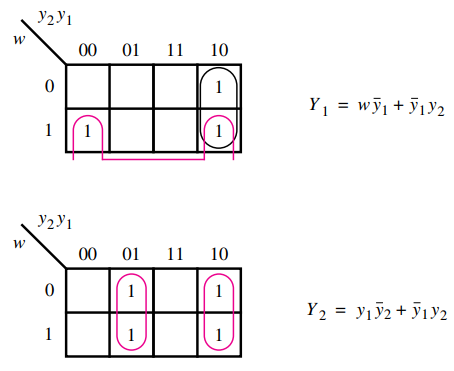 y₂y₁
w
00 01 11 10
0 1
1 1 1
Y₁ = wȳ₁ + ȳ₁y₂
y₂y₁
w
00 01 11 10
0 1 1
1 1 1
Y₂ = y₁ȳ₂ + ȳ₁y₂